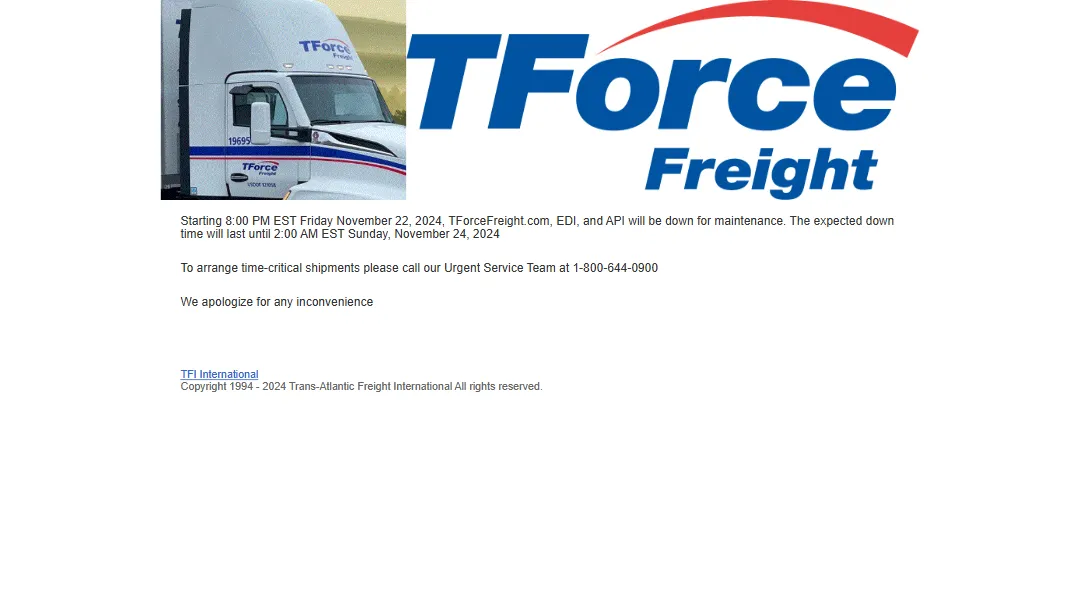 TForce
Freight
19695
TForce
Freight
TForce
Freight
Starting 8:00 PM EST Friday November 22, 2024, TForceFreight.com, EDI, and API will be down for maintenance. The expected down
time will last until 2:00 AM EST Sunday, November 24, 2024
To arrange time-critical shipments please call our Urgent Service Team at 1-800-644-0900
We apologize for any inconvenience
TFI International
Copyright 1994 - 2024 Trans-Atlantic Freight International All rights reserved.